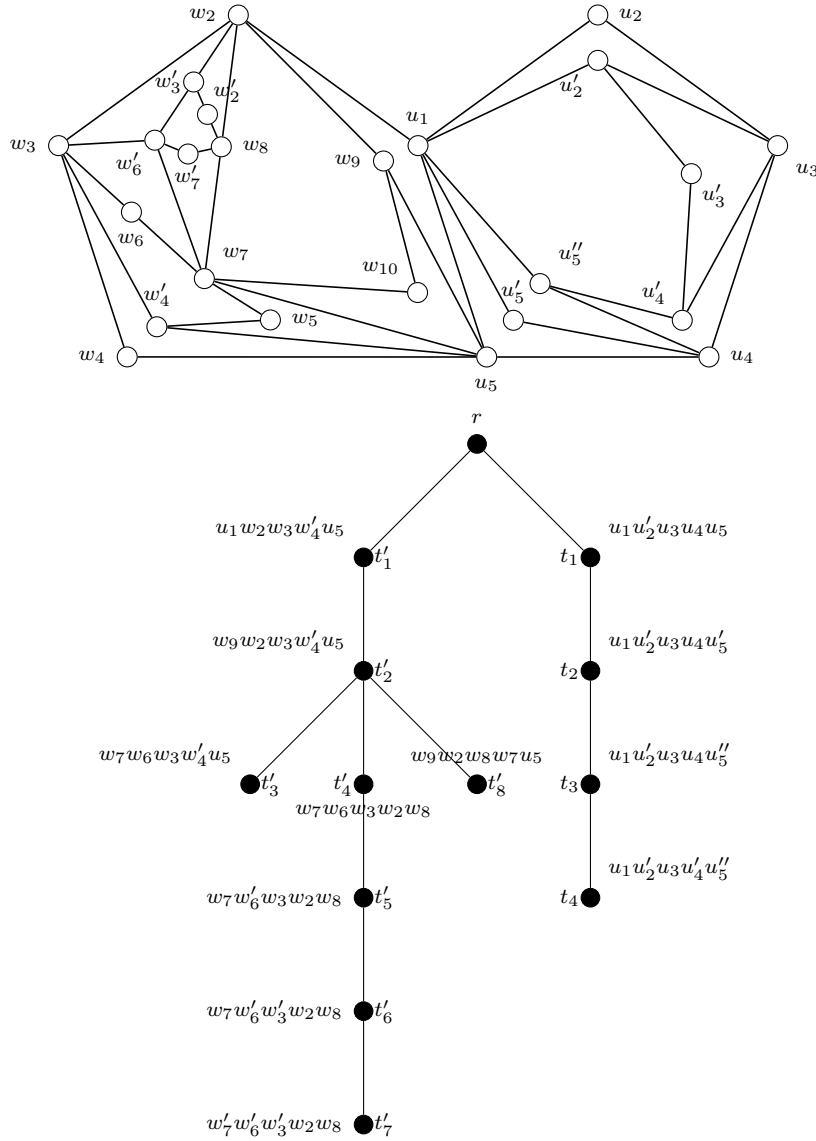 w₂ u₂
w′₃ w′₂ u′₂
u₁
w₃ w′₆ w′₇ w₈ w₉ u₃
u′₃
w₆
w₇ w₁₀ u″₅
w′₄ w₅ u′₅ u′₄
w₄ u₅ u₄
r
u₁w₂w₃w′₄u₅ u₁u′₂u₃u₄u₅
t′₁ t₁
w₉w₂w₃w′₄u₅ u₁u′₂u₃u₄u′₅
t′₂ t₂
w₇w₆w₃w′₄u₅ w₉w₂w₈w₇u₅ u₁u′₂u₃u₄u″₅
t′₃ t′₄ t′₈ t₃
w₇w₆w₃w₂w₈
u₁u′₂u₃u′₄u″₅
w₇w′₆w₃w₂w₈ t′₅ t₄
w₇w′₆w′₃w₂w₈ t′₆
w′₇w′₆w′₃w₂w₈ t′₇